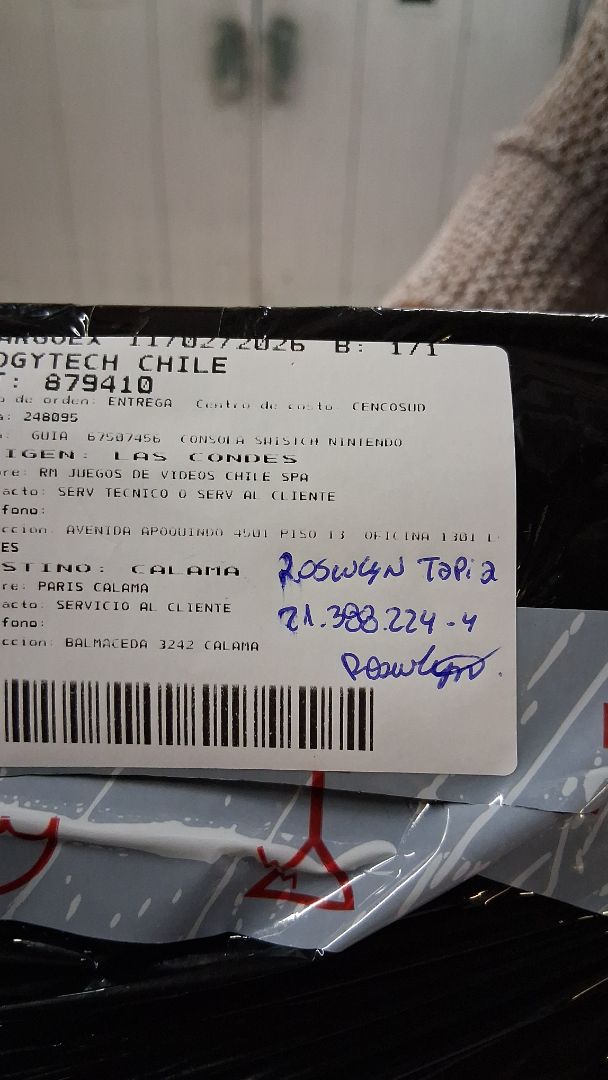 11/02/2026 B: 1/1
OGYTECH CHILE
T: 879410
o de orden: ENTREGA Centro de costo: CENCOSUD
a: 248095
a: GUIA 67507456 CONSOLA SWISTCH NINTENDO
IGEN: LAS CONDES
re: RM JUEGOS DE VIDEOS CHILE SPA
acto: SERV TECNICO O SERV AL CLIENTE
fono:
ccion: AVENIDA APOQUINDO 4501 PISO 13 OFICINA 1301 L
ES
STINO: CALAMA
re: PARIS CALAMA
acto: SERVICIO AL CLIENTE
fono:
ccion: BALMACEDA 3242 CALAMA
Roswlyn Tapia
21.388.224-4
Roswlyn